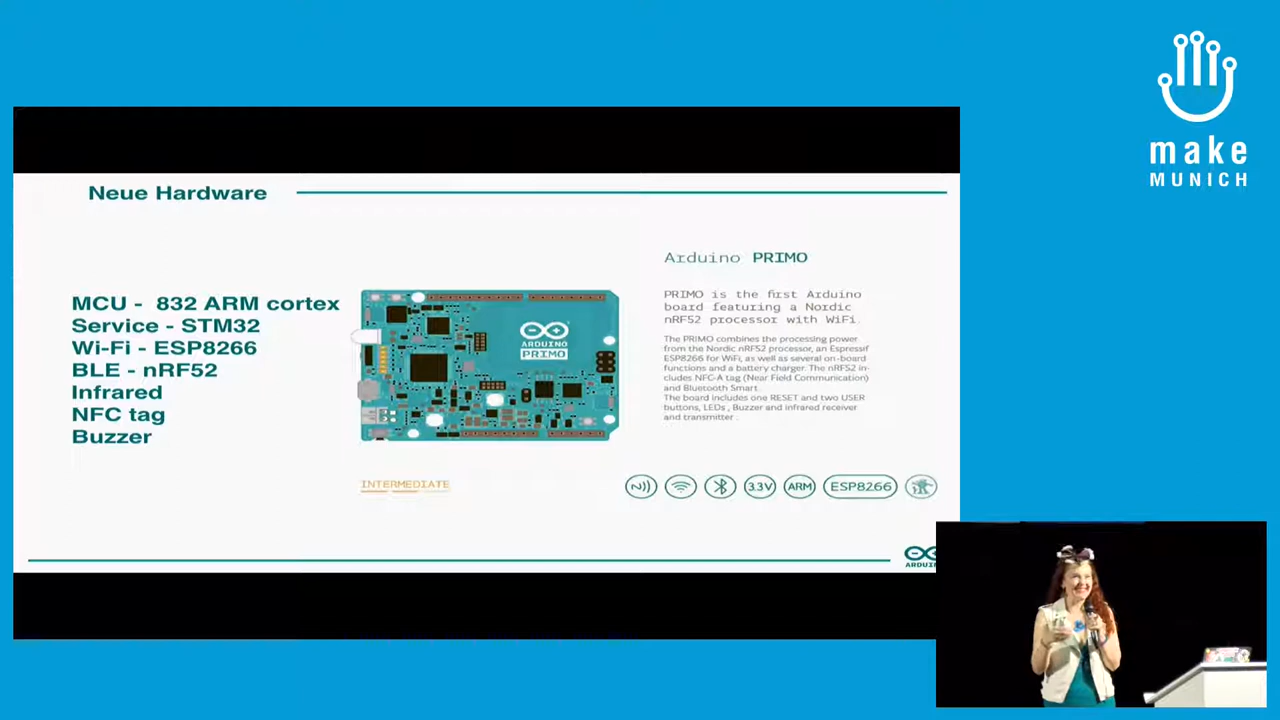 make
MUNICH
Neue Hardware
MCU -  832 ARM cortex
Service - STM32
Wi-Fi - ESP8266
BLE - nRF52
Infrared
NFC tag
Buzzer
ARDUINO
PRIMO
INTERMEDIATE
Arduino PRIMO
PRIMO is the first Arduino
board featuring a Nordic
nRF52 processor with WiFi.
The PRIMO combines the processing power
from the Nordic nRF52 processor, an Espressif
ESP8266 for WiFi, as well as several on-board
functions and a battery charger. The nRF52 in-
cludes NFC-A tag (Near Field Communication)
and Bluetooth Smart.
The board includes one RESET and two USER
buttons, LEDs , Buzzer and infrared receiver
and transmitter .
3.3V
ARM
ESP8266
ARDUIN